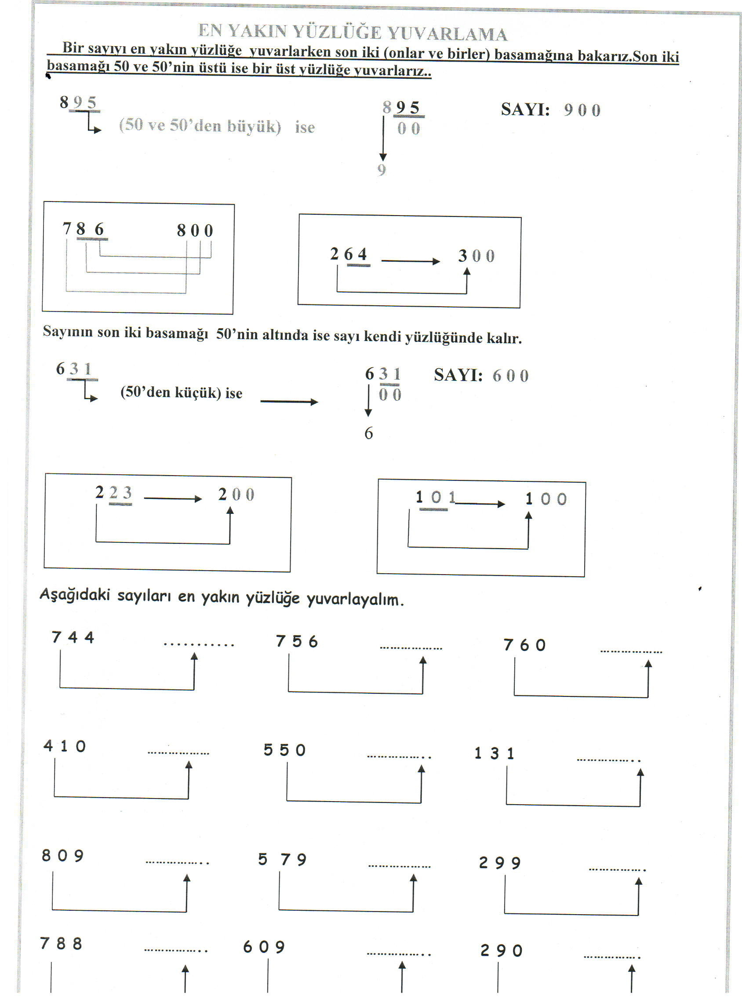 EN YAKIN YÜZLÜĞE YUVARLAMA
Bir sayıyı en yakın yüzlüğe yuvarlarken son iki (onlar ve birler) basamağına bakarız.Son iki
basamağı 50 ve 50’nin üstü ise bir üst yüzlüğe yuvarlarız..
8 9 5 8 9 5 SAYI: 9 0 0
(50 ve 50’den büyük) ise 0 0
9
7 8 6 8 0 0
2 6 4 3 0 0
Sayının son iki basamağı 50’nin altında ise sayı kendi yüzlüğünde kalır.
6 3 1 6 3 1 SAYI: 6 0 0
(50’den küçük) ise 0 0
6
2 2 3 2 0 0 1 0 1 1 0 0
Aşağıdaki sayıları en yakın yüzlüğe yuvarlayalım.
7 4 4 ........... 7 5 6 .................. 7 6 0 ..................
4 1 0 .................. 5 5 0 ................. 1 3 1 .................
8 0 9 ................. 5 7 9 .................. 2 9 9 ................
7 8 8 ................. 6 0 9 ................. 2 9 0 ................